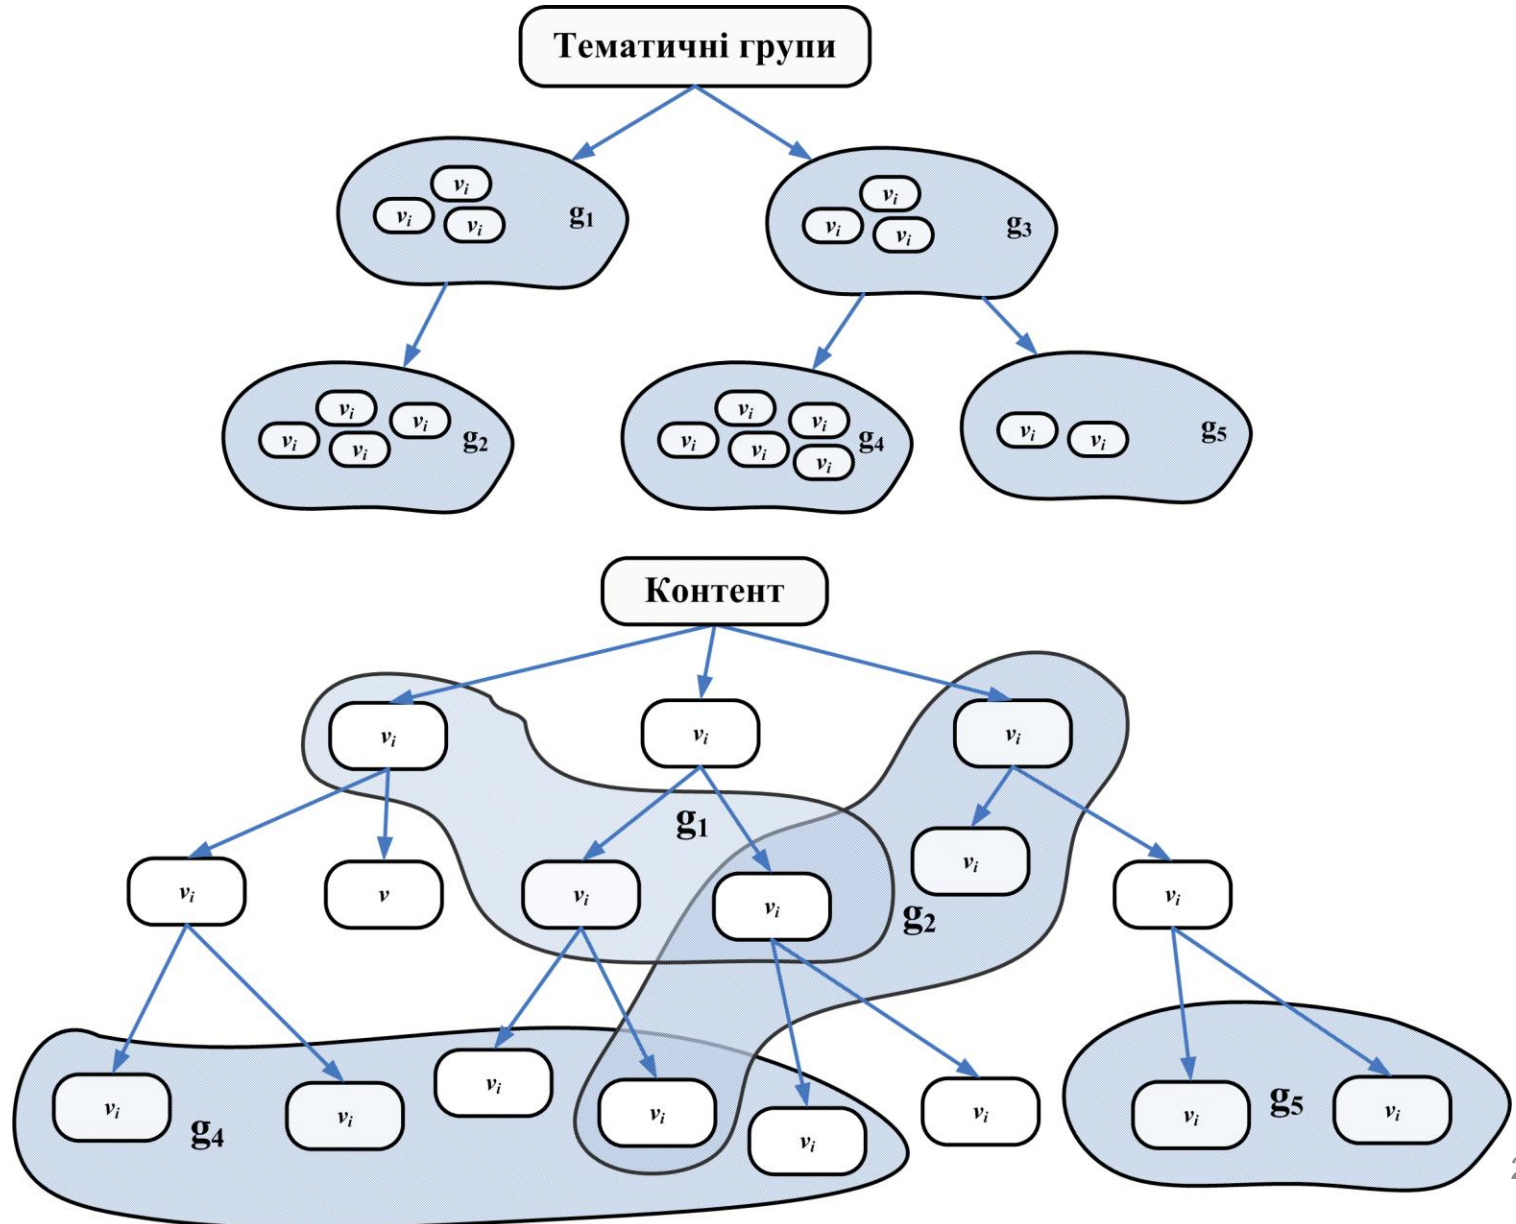 Тематичні групи
vᵢ
vᵢ vᵢ g₁
vᵢ
vᵢ vᵢ g₃
vᵢ vᵢ
vᵢ vᵢ g₂
vᵢ vᵢ
vᵢ vᵢ g₄
vᵢ
vᵢ vᵢ g₅
Контент
vᵢ vᵢ vᵢ
g₁
vᵢ v vᵢ vᵢ vᵢ vᵢ
g₂
vᵢ vᵢ vᵢ vᵢ vᵢ vᵢ vᵢ vᵢ
g₄ g₅